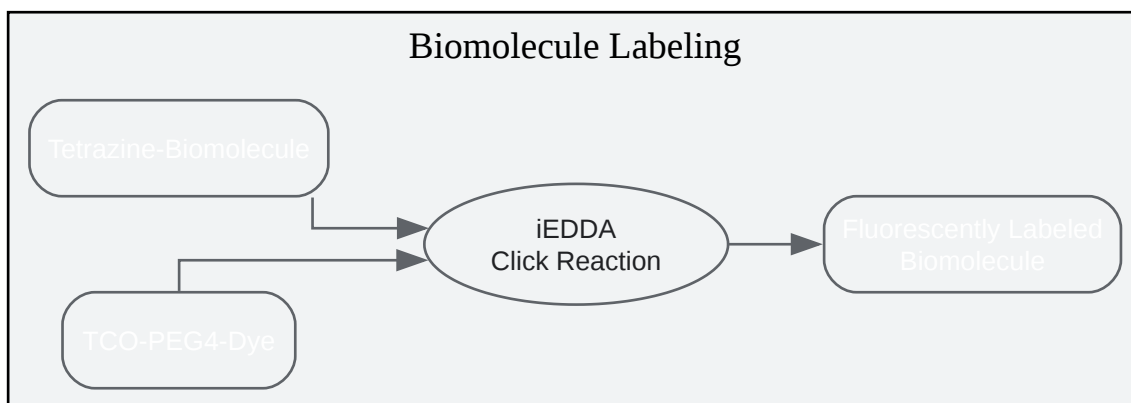 Biomolecule Labeling
Tetrazine-Biomolecule
iEDDA
Click Reaction
Fluorescently Labeled
Biomolecule
TCO-PEG4-Dye